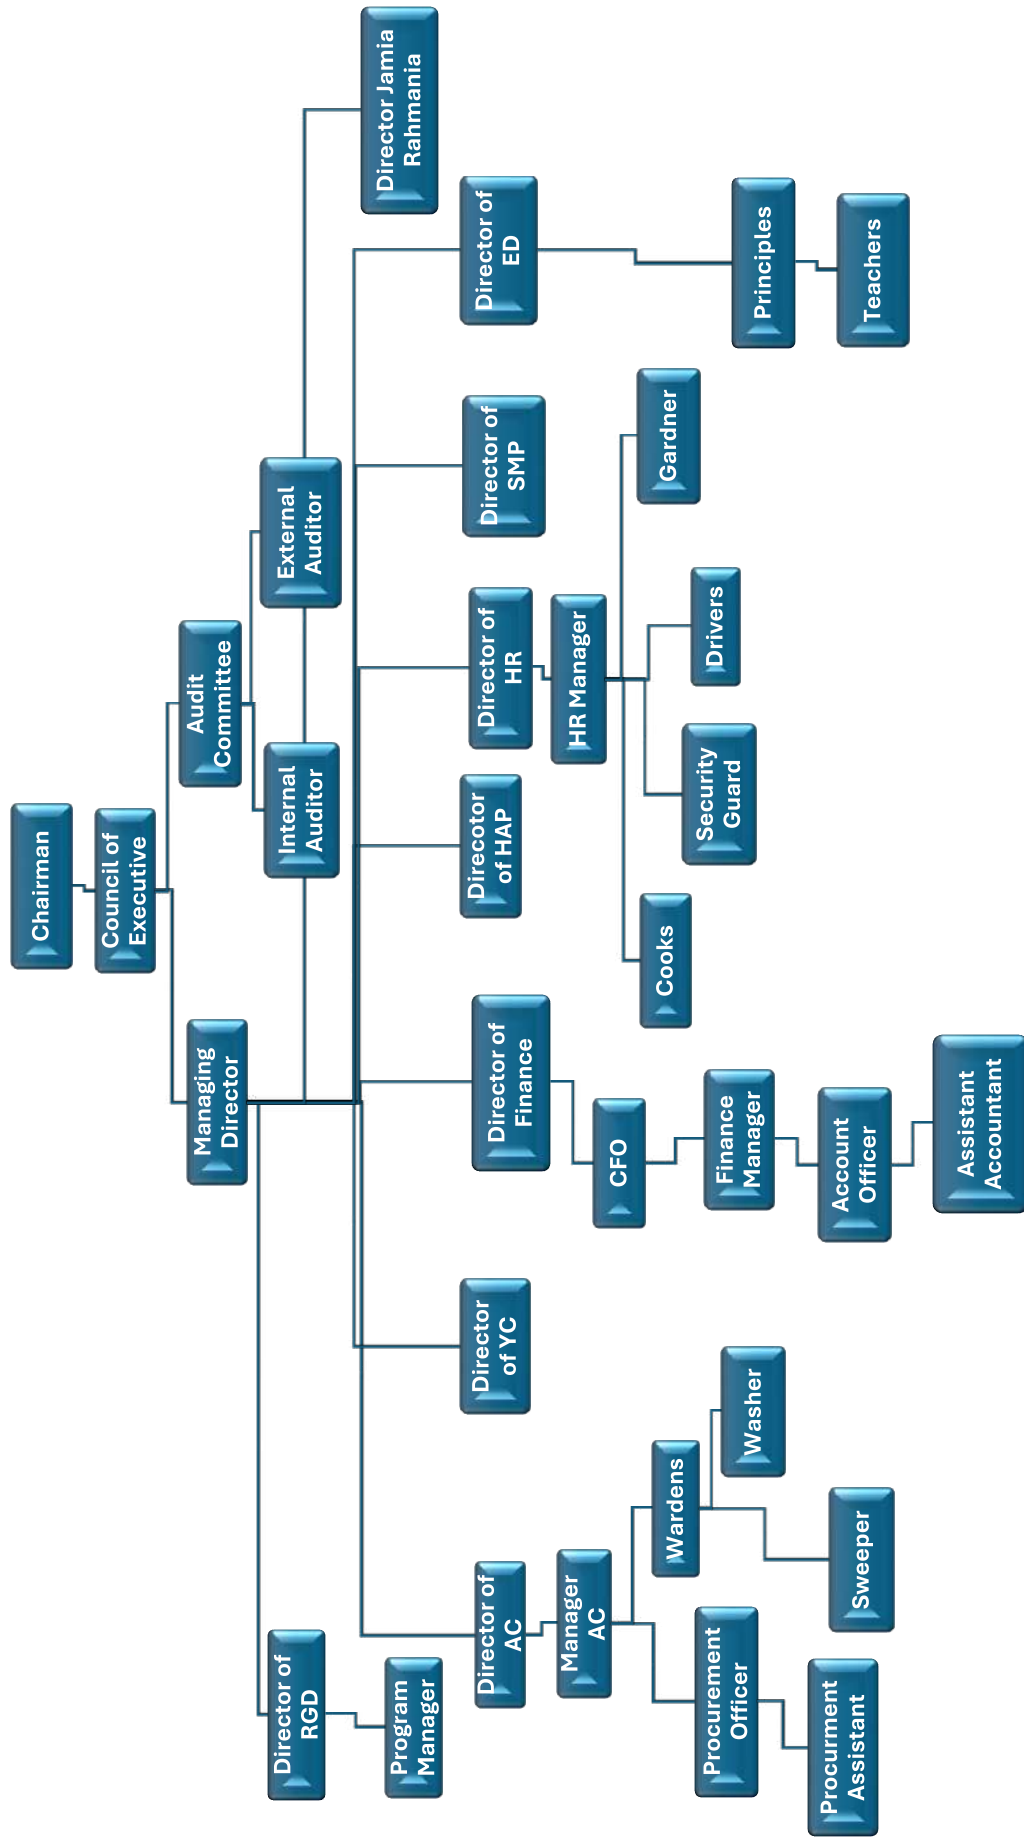 Chairman
Council of
Executive
Managing
Director
Audit
Committee
Internal
Auditor
External
Auditor
Director of
RGD
Program
Manager
Director Jamia
Rahmania
Director of
AC
Director
of YC
Director of
Finance
Direcotor
of HAP
Director of
HR
Director of
SMP
Director of
ED
Manager
AC
Procurement
Officer
Procurment
Assistant
Wardens
Washer
Sweeper
CFO
Finance
Manager
Account
Officer
Assistant
Accountant
HR Manager
Cooks
Security
Guard
Drivers
Gardner
Principles
Teachers